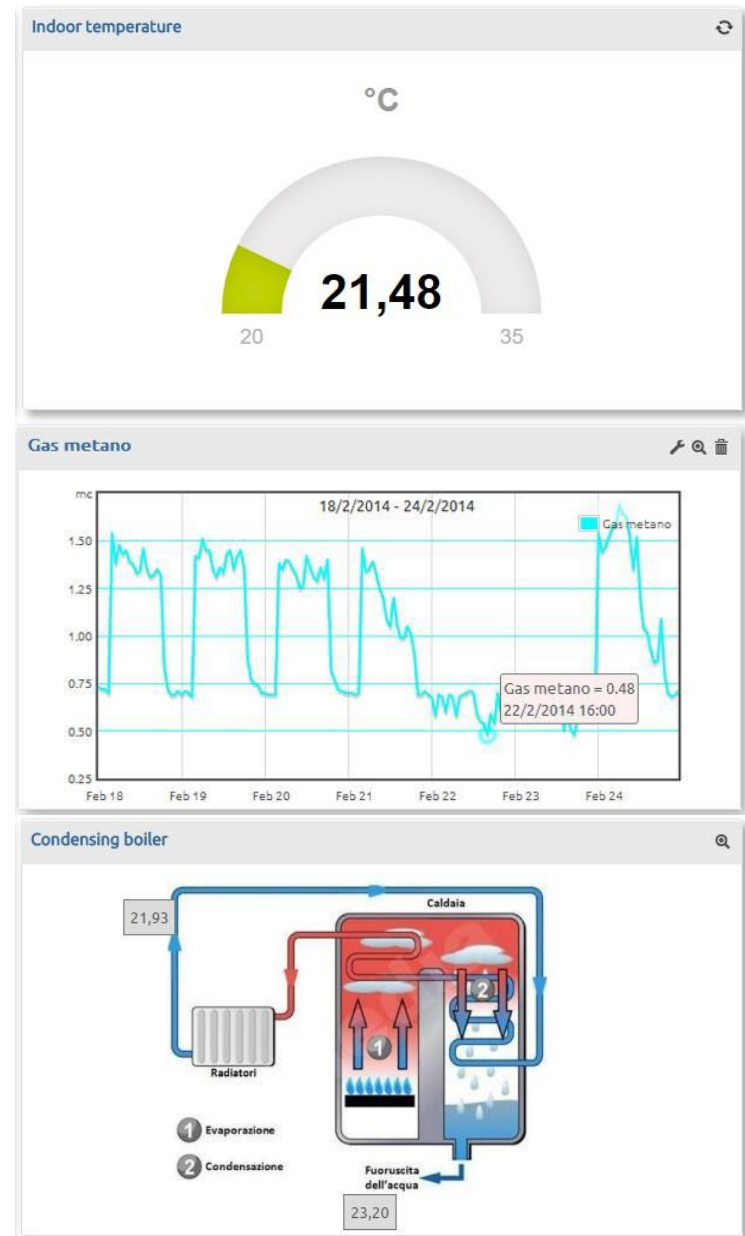 Indoor temperature
°C
21,48
20
35
Gas metano
mc
18/2/2014 - 24/2/2014
Gas metano
1.50
1.25
1.00
0.75
0.50
0.25
Gas metano = 0.48
22/2/2014 16:00
Feb 18
Feb 19
Feb 20
Feb 21
Feb 22
Feb 23
Feb 24
Condensing boiler
Caldaia
21,93
2
1
Radiatori
1 Evaporazione
2 Condensazione
Fuoruscita
dell'acqua
23,20